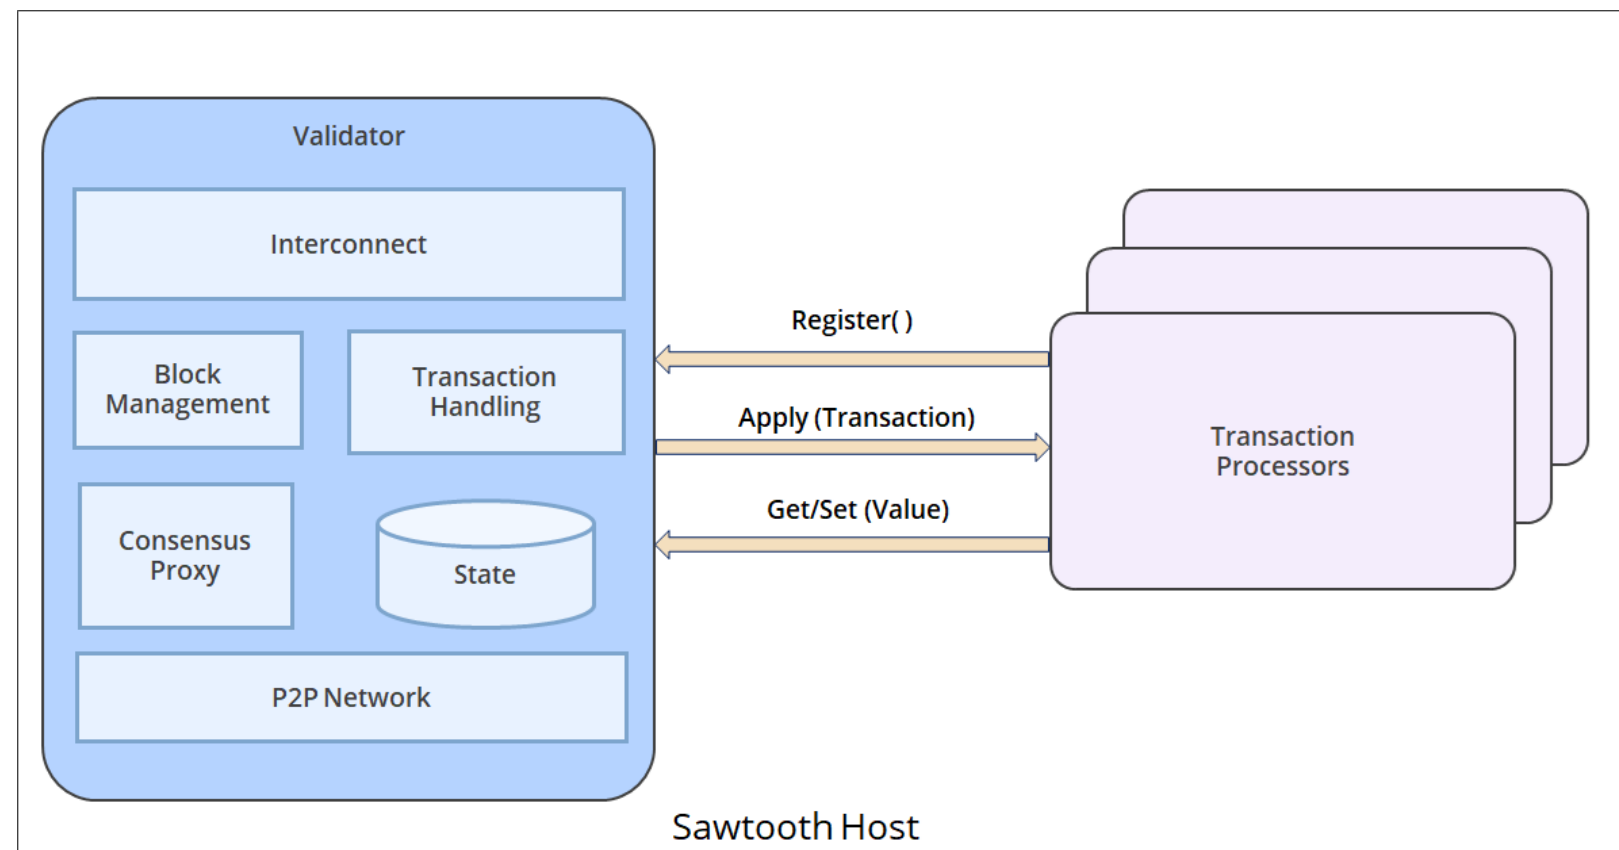 Validator
Interconnect
Block
Management
Transaction
Handling
Consensus
Proxy
State
P2P Network
Register( )
Apply (Transaction)
Get/Set (Value)
Transaction
Processors
Sawtooth Host